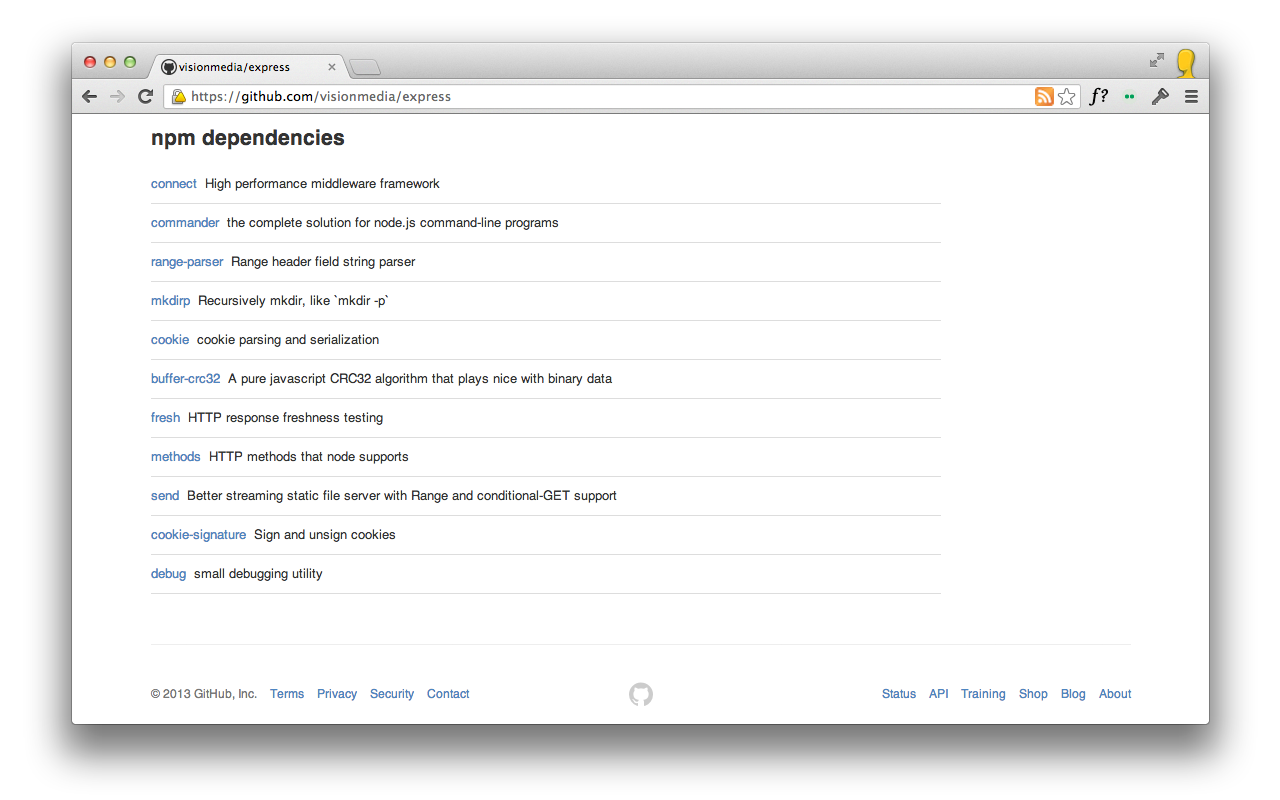 visionmedia/express
https://github.com/visionmedia/express
f?
npm dependencies
connect High performance middleware framework
commander the complete solution for node.js command-line programs
range-parser Range header field string parser
mkdirp Recursively mkdir, like `mkdir -p`
cookie cookie parsing and serialization
buffer-crc32 A pure javascript CRC32 algorithm that plays nice with binary data
fresh HTTP response freshness testing
methods HTTP methods that node supports
send Better streaming static file server with Range and conditional-GET support
cookie-signature Sign and unsign cookies
debug small debugging utility
© 2013 GitHub, Inc. Terms Privacy Security Contact Status API Training Shop Blog About